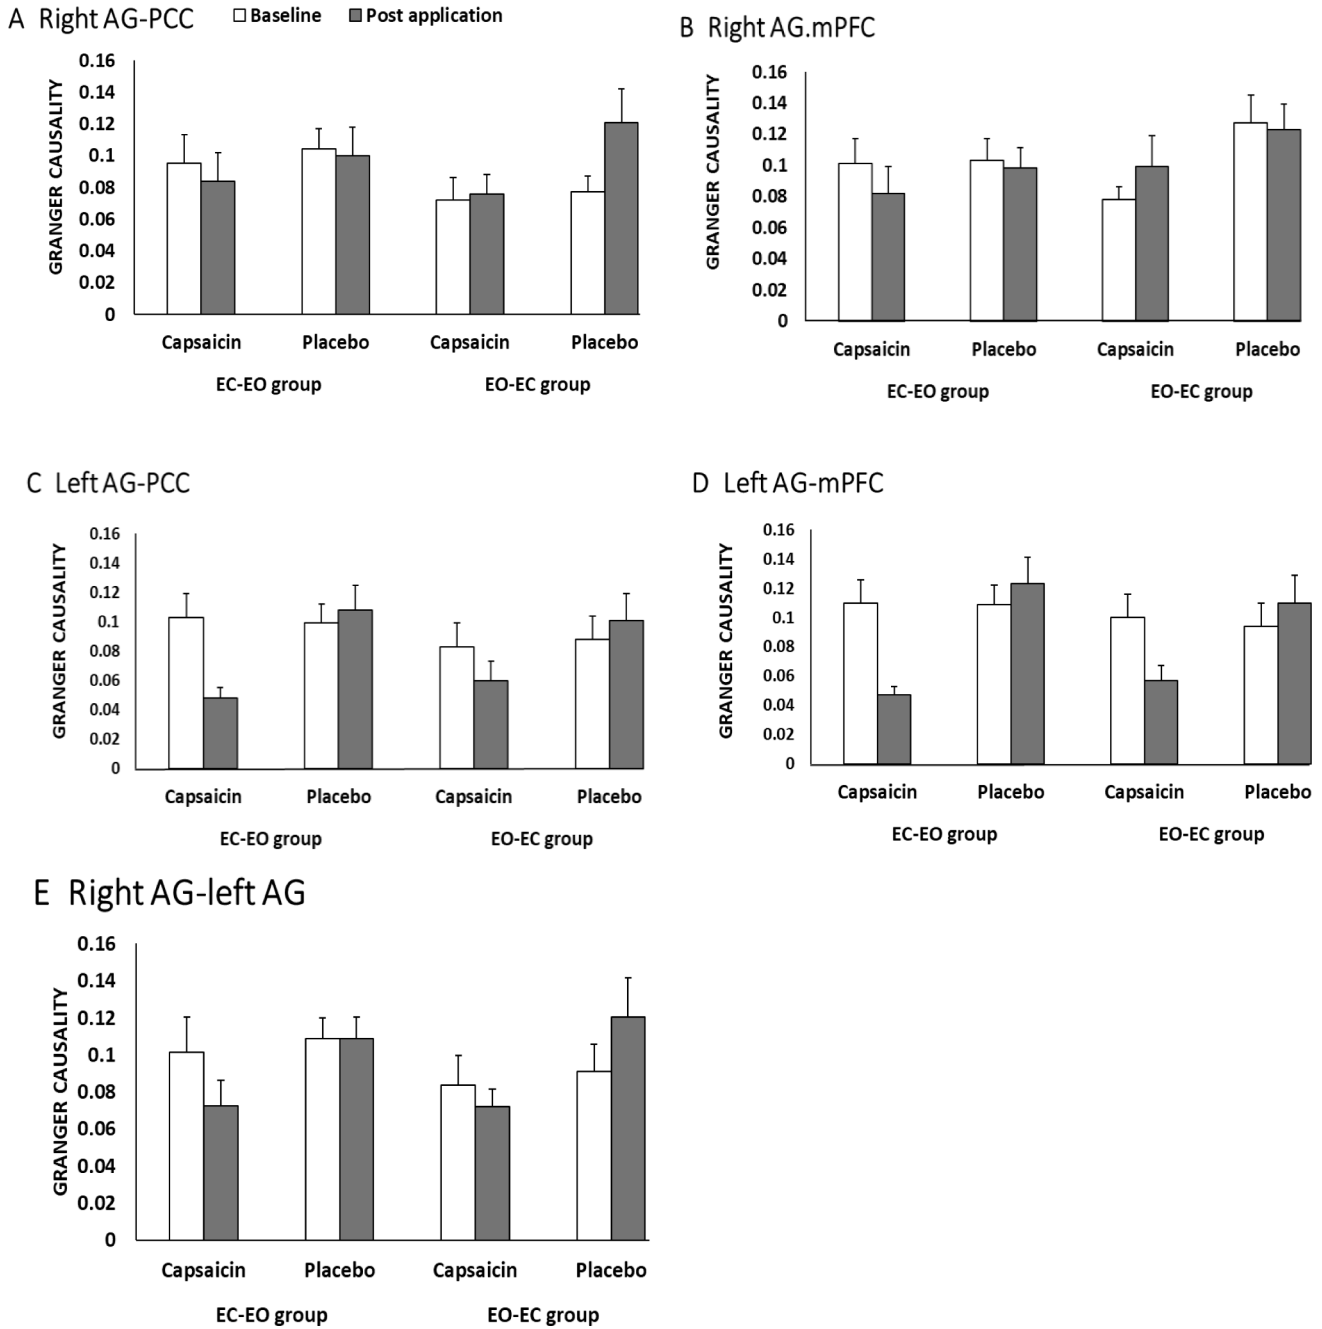 A Right AG-PCC
Baseline Post application
GRANGER CAUSALITY
0.16
0.14
0.12
0.1
0.08
0.06
0.04
0.02
0
Capsaicin Placebo Capsaicin Placebo
EC-EO group EO-EC group
B Right AG.mPFC
GRANGER CAUSALITY
0.16
0.14
0.12
0.1
0.08
0.06
0.04
0.02
0
Capsaicin Placebo Capsaicin Placebo
EC-EO group EO-EC group
C Left AG-PCC
GRANGER CAUSALITY
0.16
0.14
0.12
0.1
0.08
0.06
0.04
0.02
0
Capsaicin Placebo Capsaicin Placebo
EC-EO group EO-EC group
D Left AG-mPFC
GRANGER CAUSALITY
0.16
0.14
0.12
0.1
0.08
0.06
0.04
0.02
0
Capsaicin Placebo Capsaicin Placebo
EC-EO group EO-EC group
E Right AG-left AG
GRANGER CAUSALITY
0.16
0.14
0.12
0.1
0.08
0.06
0.04
0.02
0
Capsaicin Placebo Capsaicin Placebo
EC-EO group EO-EC group